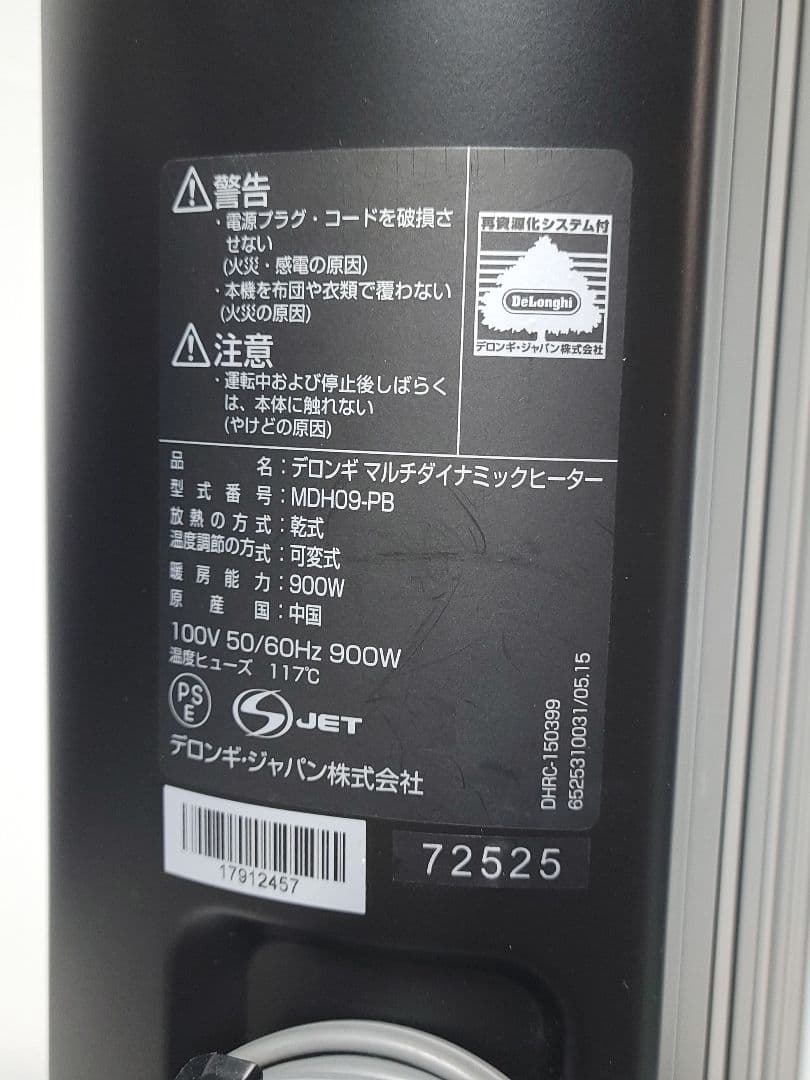 警告
・電源プラグ・コードを破損さ
せない
(火災・感電の原因)
・本機を布団や衣類で覆わない
(火災の原因)
注意
・運転中および停止後しばらく
は、本体に触れない
(やけどの原因)
再資源化システム付
DeLonghi
デロンギ・ジャパン株式会社
品名:デロンギ マルチダイナミックヒーター
型式番号:MDH09-PB
放熱の方式:乾式
温度調節の方式:可変式
暖房能力:900W
原産国:中国
100V 50/60Hz 900W
温度ヒューズ 117℃
PS
E
S JET
デロンギ・ジャパン株式会社
DHRC-150399
6525310031/05.15
17912457
72525